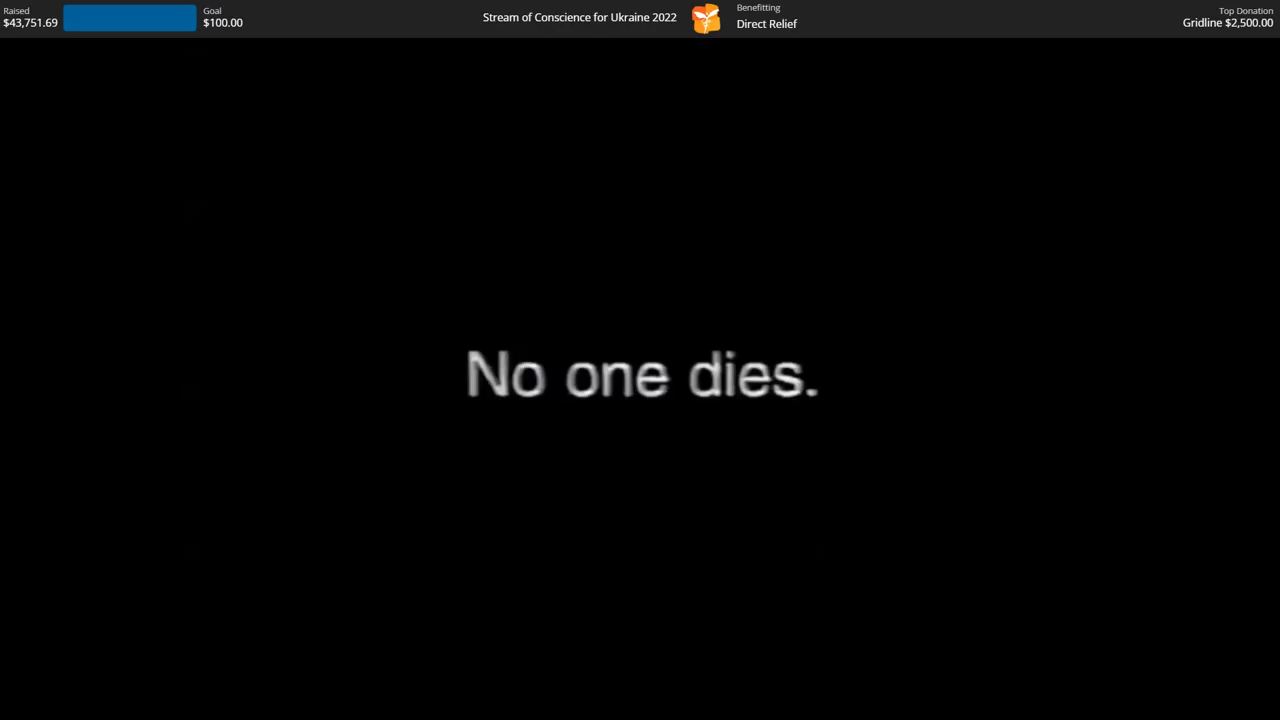 Raised
$43,751.69
Goal
$100.00
Stream of Conscience for Ukraine 2022
Benefitting
Direct Relief
Top Donation
Gridline $2,500.00
No one dies.